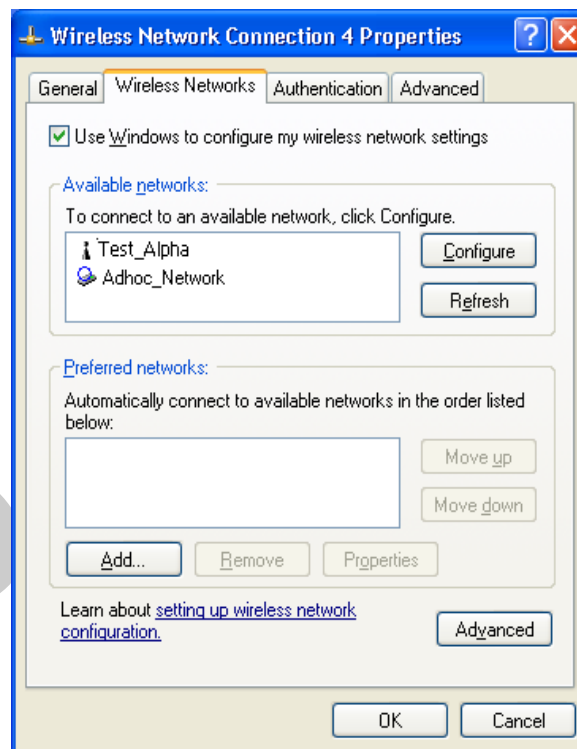 Wireless Network Connection 4 Properties
General Wireless Networks Authentication Advanced
Use Windows to configure my wireless network settings
Available networks:
To connect to an available network, click Configure.
Test_Alpha
Configure
Adhoc_Network
Refresh
Preferred networks:
Automatically connect to available networks in the order listed
below:
Move up
Move down
Add... Remove Properties
Learn about setting up wireless network
configuration.
Advanced
OK Cancel